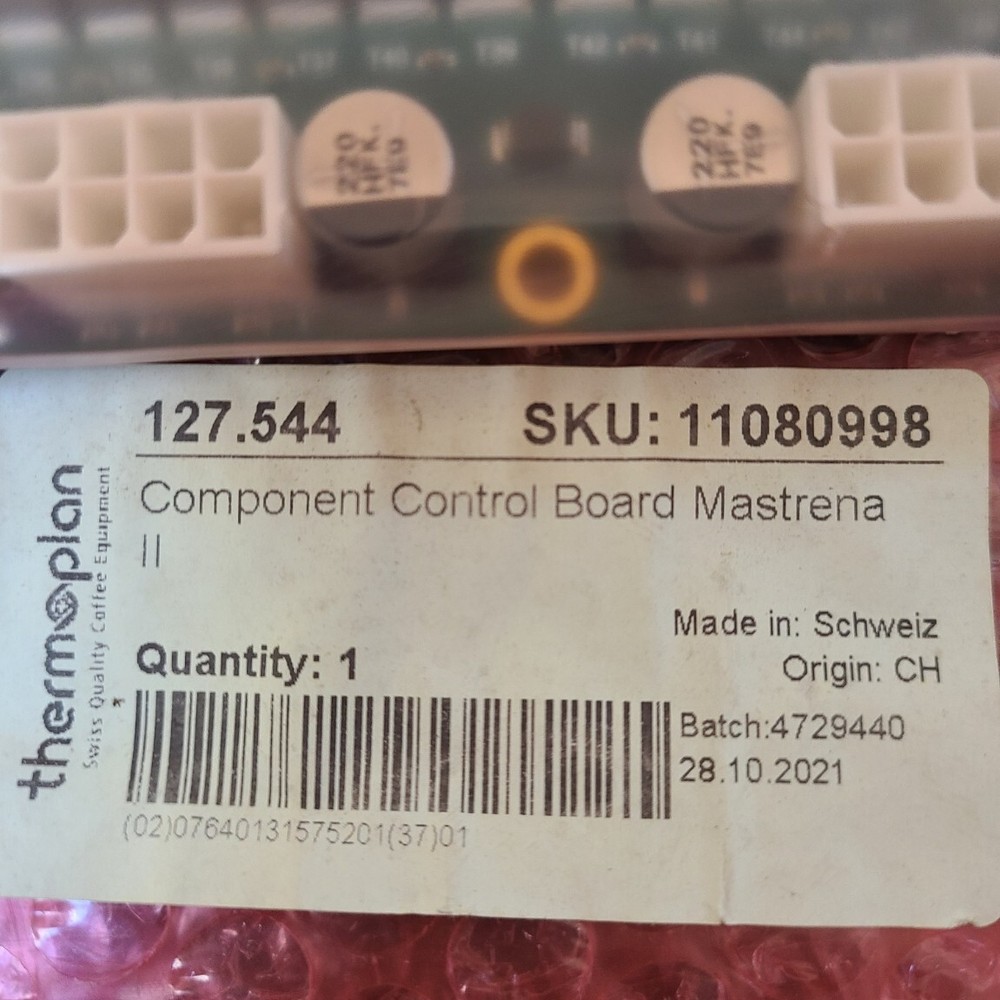 220
HFK.
7E9
220
HFK.
7E9
127.544 SKU: 11080998
Component Control Board Mastrena
II
Made in: Schweiz
Quantity: 1
Origin: CH
Batch:4729440
28.10.2021
(02)07640131575201(37)01
thermoplan
Swiss Quality Coffee Equipment